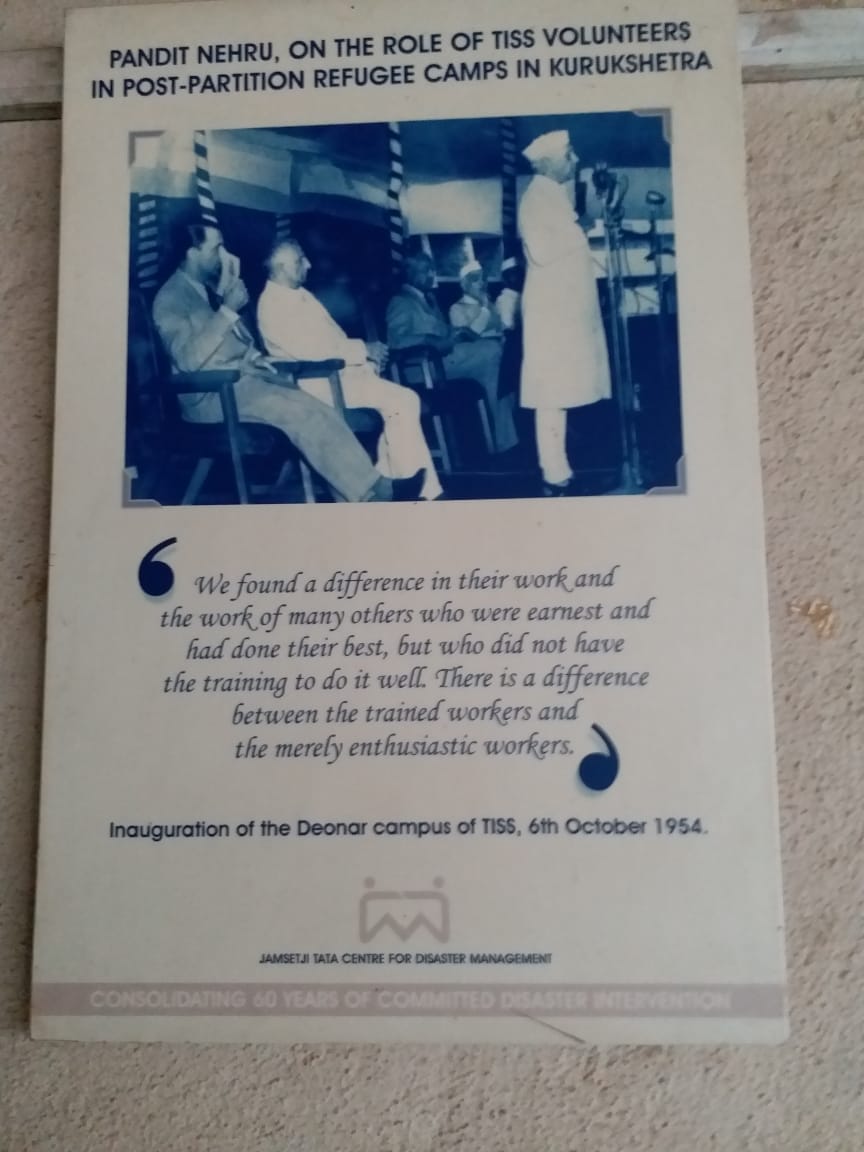 PANDIT NEHRU, ON THE ROLE OF TISS VOLUNTEERS
IN POST-PARTITION REFUGEE CAMPS IN KURUKSHETRA
‘ We found a difference in their work and
the work of many others who were earnest and
had done their best, but who did not have
the training to do it well. There is a difference
between the trained workers and
the merely enthusiastic workers. ’
Inauguration of the Deonar campus of TISS, 6th October 1954.
JAMSETJI TATA CENTRE FOR DISASTER MANAGEMENT
CONSOLIDATING 60 YEARS OF COMMITTED DISASTER INTERVENTION